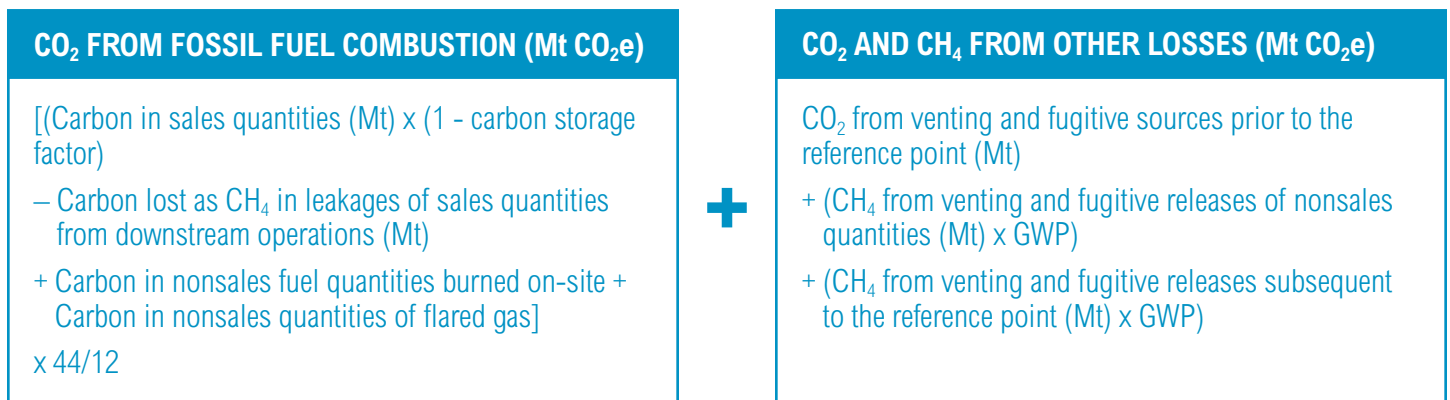 CO₂ FROM FOSSIL FUEL COMBUSTION (Mt CO₂e)
[(Carbon in sales quantities (Mt) x (1 - carbon storage
factor)
– Carbon lost as CH₄ in leakages of sales quantities
from downstream operations (Mt)
+ Carbon in nonsales fuel quantities burned on-site +
Carbon in nonsales quantities of flared gas]
x 44/12
+
CO₂ AND CH₄ FROM OTHER LOSSES (Mt CO₂e)
CO₂ from venting and fugitive sources prior to the
reference point (Mt)
+ (CH₄ from venting and fugitive releases of nonsales
quantities (Mt) x GWP)
+ (CH₄ from venting and fugitive releases subsequent
to the reference point (Mt) x GWP)